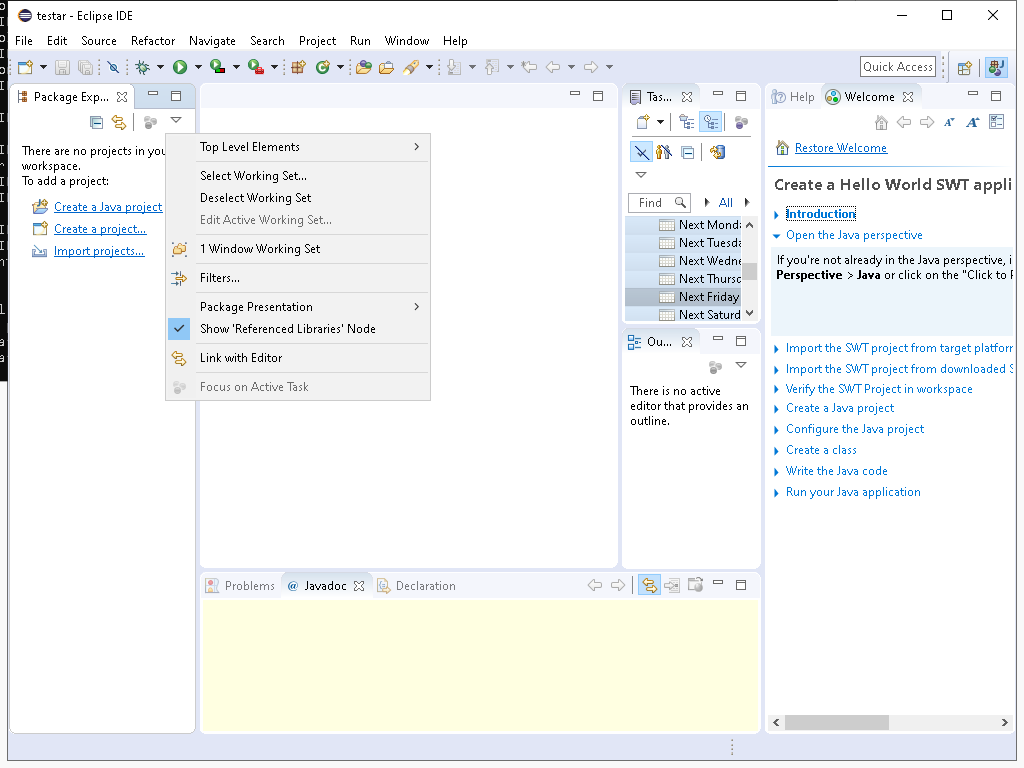 testar - Eclipse IDE
File Edit Source Refactor Navigate Search Project Run Window Help
Quick Access
Package Exp...
There are no projects in you
workspace.
To add a project:
Create a Java project
Create a project...
Import projects...
Top Level Elements
Select Working Set...
Deselect Working Set
Edit Active Working Set...
1 Window Working Set
Filters...
Package Presentation
Show 'Referenced Libraries' Node
Link with Editor
Focus on Active Task
Tas...
Find
All
Next Monda
Next Tuesda
Next Wedne
Next Thursd
Next Friday
Next Saturd
Ou...
There is no active
editor that provides an
outline.
Help Welcome
Restore Welcome
Create a Hello World SWT appli
Introduction
Open the Java perspective
If you're not already in the Java perspective, i
Perspective > Java or click on the "Click to P
Import the SWT project from target platform
Import the SWT project from downloaded S
Verify the SWT Project in workspace
Create a Java project
Configure the Java project
Create a class
Write the Java code
Run your Java application
Problems @ Javadoc Declaration